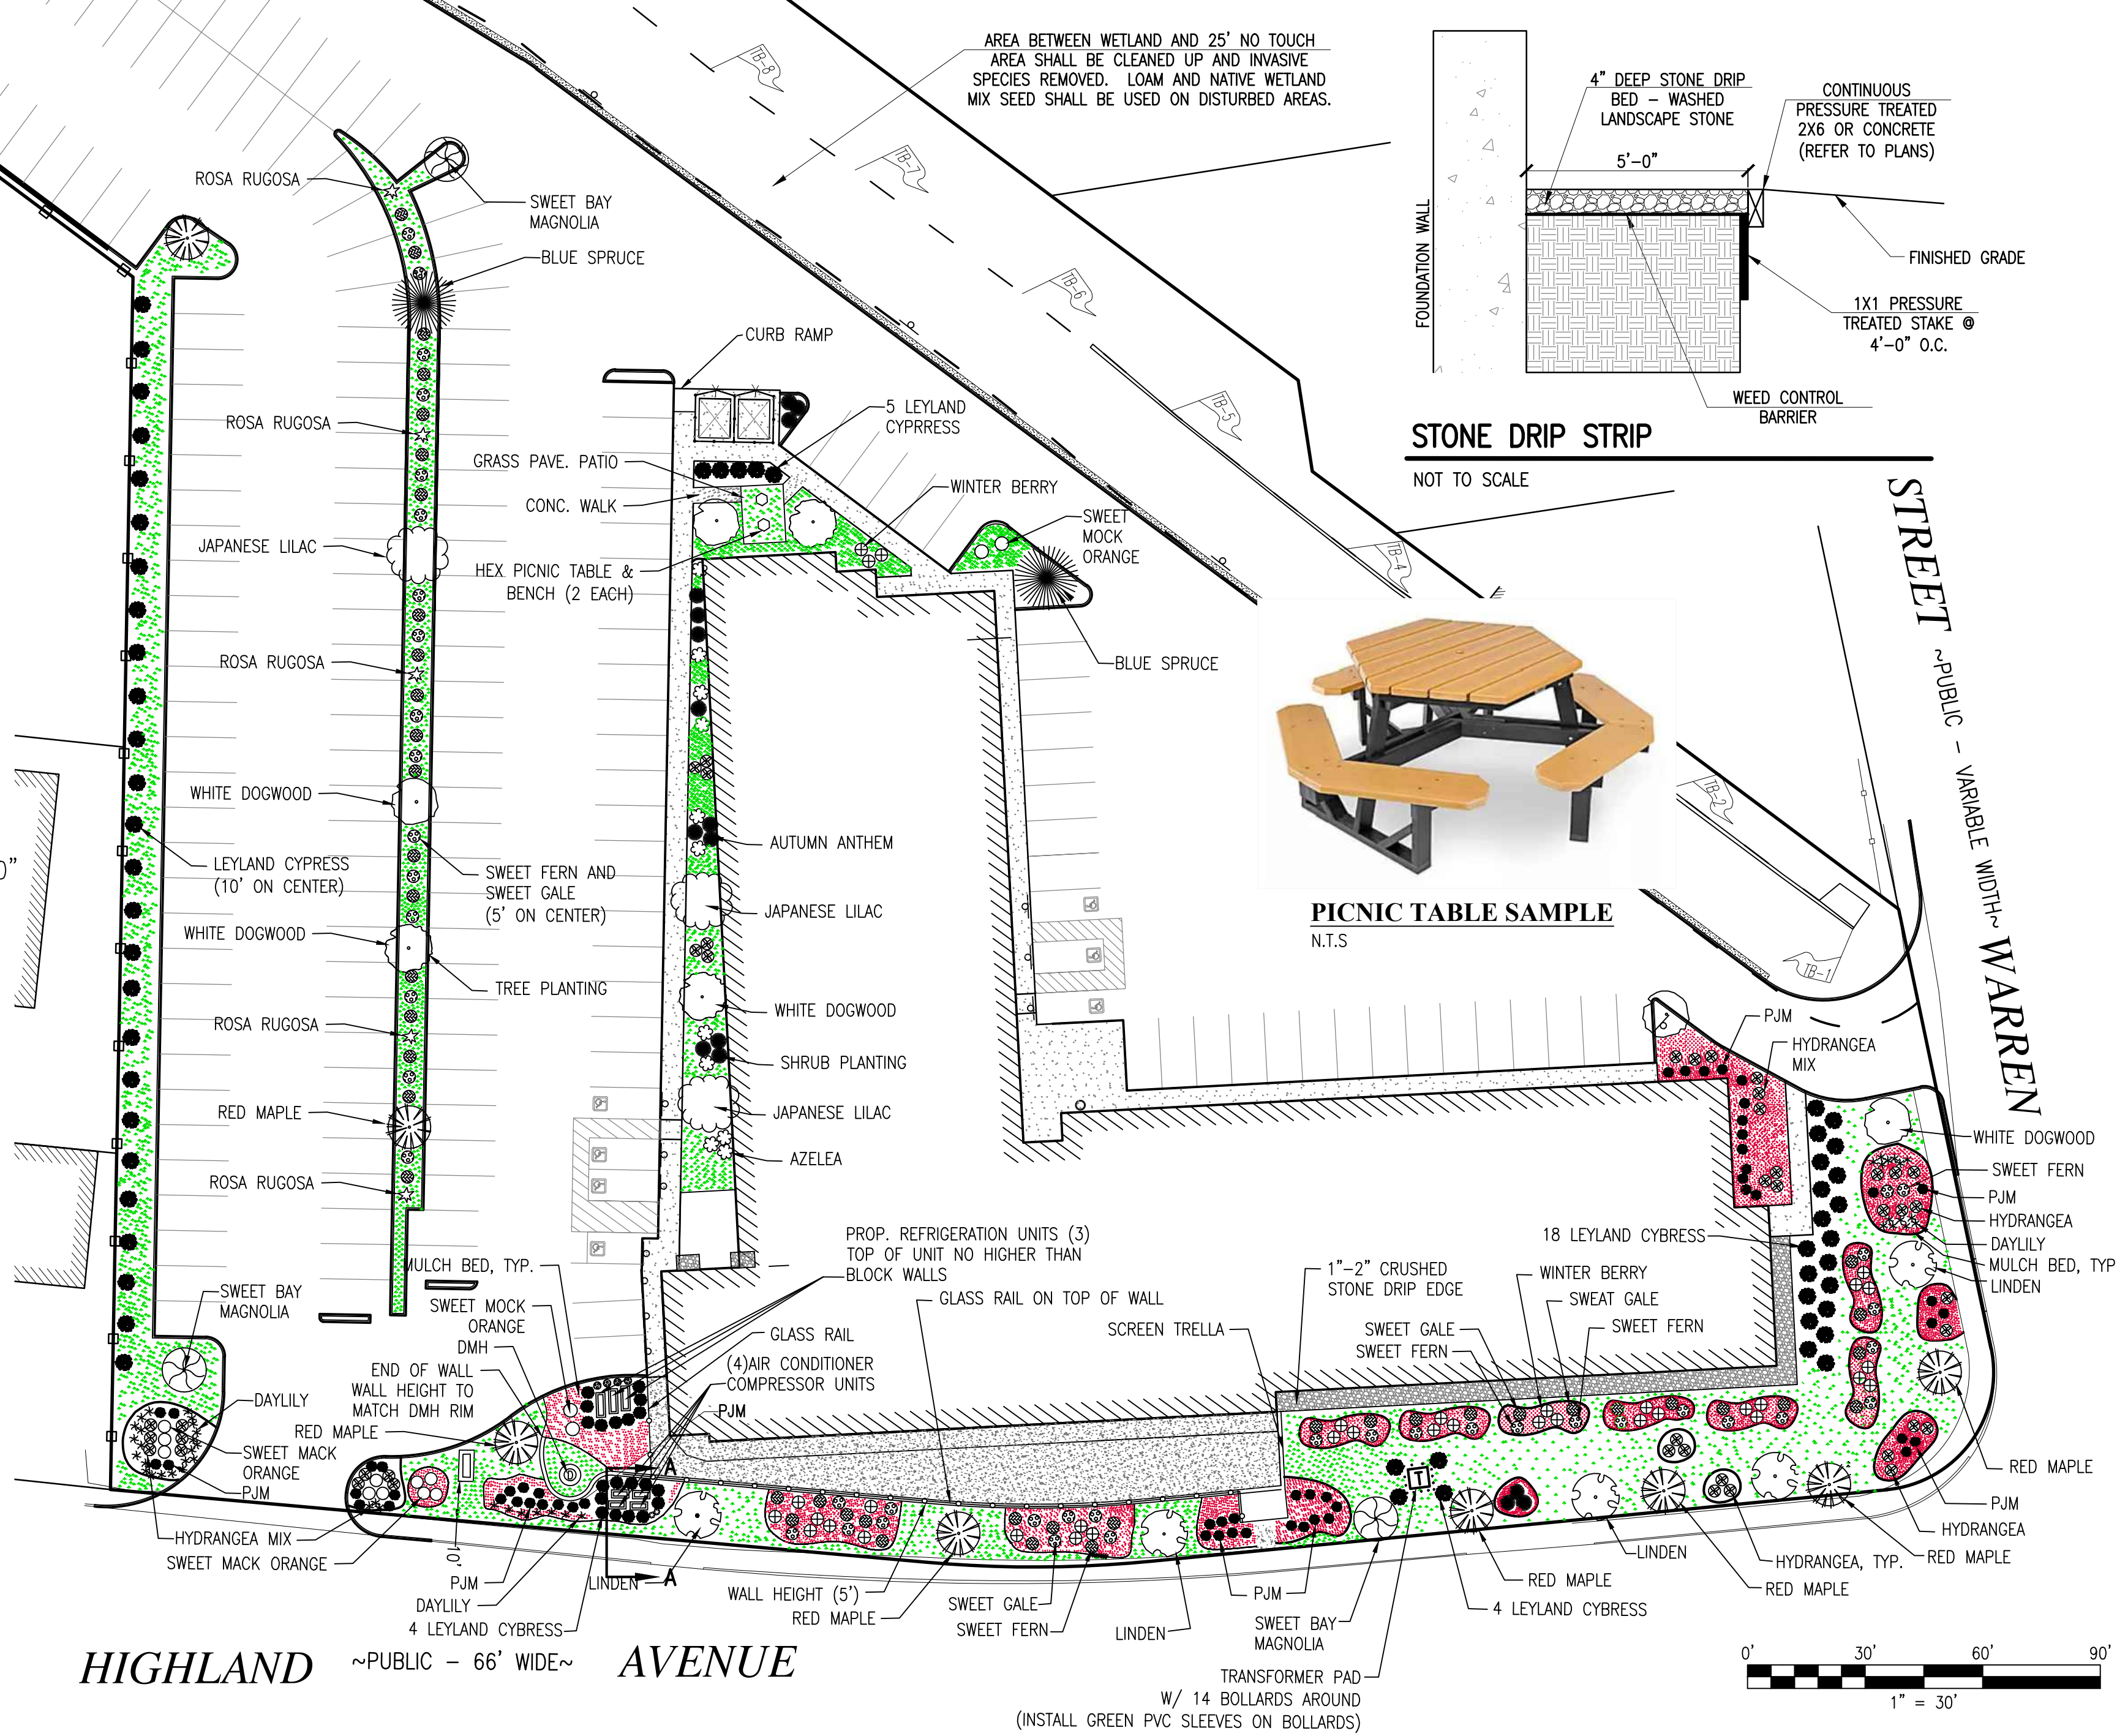 AREA BETWEEN WETLAND AND 25' NO TOUCH
AREA SHALL BE CLEANED UP AND INVASIVE
SPECIES REMOVED.  LOAM AND NATIVE WETLAND
MIX SEED SHALL BE USED ON DISTURBED AREAS.
TB-8
TB-7
TB-6
TB-5
TB-4
TB-2
TB-1
4" DEEP STONE DRIP
BED – WASHED
LANDSCAPE STONE
CONTINUOUS
PRESSURE TREATED
2X6 OR CONCRETE
(REFER TO PLANS)
5'-0"
FOUNDATION WALL
FINISHED GRADE
1X1 PRESSURE
TREATED STAKE @
4'-0" O.C.
WEED CONTROL
BARRIER
STONE DRIP STRIP
NOT TO SCALE
STREET
~PUBLIC – VARIABLE WIDTH~
WARREN
ROSA RUGOSA
SWEET BAY
MAGNOLIA
BLUE SPRUCE
CURB RAMP
5 LEYLAND
CYPRRESS
ROSA RUGOSA
GRASS PAVE. PATIO
CONC. WALK
WINTER BERRY
SWEET
MOCK
ORANGE
JAPANESE LILAC
HEX PICNIC TABLE &
BENCH (2 EACH)
ROSA RUGOSA
BLUE SPRUCE
WHITE DOGWOOD
AUTUMN ANTHEM
0"
LEYLAND CYPRESS
(10' ON CENTER)
SWEET FERN AND
SWEET GALE
(5' ON CENTER)
JAPANESE LILAC
PICNIC TABLE SAMPLE
N.T.S
WHITE DOGWOOD
TREE PLANTING
WHITE DOGWOOD
ROSA RUGOSA
PJM
HYDRANGEA
MIX
SHRUB PLANTING
RED MAPLE
JAPANESE LILAC
AZELEA
ROSA RUGOSA
WHITE DOGWOOD
SWEET FERN
PJM
HYDRANGEA
DAYLILY
MULCH BED, TYP
LINDEN
18 LEYLAND CYBRESS
PROP. REFRIGERATION UNITS (3)
TOP OF UNIT NO HIGHER THAN
BLOCK WALLS
MULCH BED, TYP.
1"-2" CRUSHED
STONE DRIP EDGE
WINTER BERRY
SWEAT GALE
SWEET FERN
SWEET GALE
SWEET FERN
SWEET BAY
MAGNOLIA
SWEET MOCK
ORANGE
DMH
GLASS RAIL ON TOP OF WALL
SCREEN TRELLA
GLASS RAIL
(4)AIR CONDITIONER
COMPRESSOR UNITS
PJM
END OF WALL
WALL HEIGHT TO
MATCH DMH RIM
RED MAPLE
DAYLILY
SWEET MACK
ORANGE
PJM
D
A
T
RED MAPLE
PJM
HYDRANGEA
RED MAPLE
HYDRANGEA MIX
SWEET MACK ORANGE
10'
PJM
DAYLILY
4 LEYLAND CYBRESS
LINDEN
A
WALL HEIGHT (5')
RED MAPLE
SWEET GALE
SWEET FERN
LINDEN
PJM
SWEET BAY
MAGNOLIA
RED MAPLE
4 LEYLAND CYBRESS
LINDEN
HYDRANGEA, TYP.
RED MAPLE
TRANSFORMER PAD
W/ 14 BOLLARDS AROUND
(INSTALL GREEN PVC SLEEVES ON BOLLARDS)
HIGHLAND ~PUBLIC – 66' WIDE~ AVENUE
0' 30' 60' 90'
1" = 30'